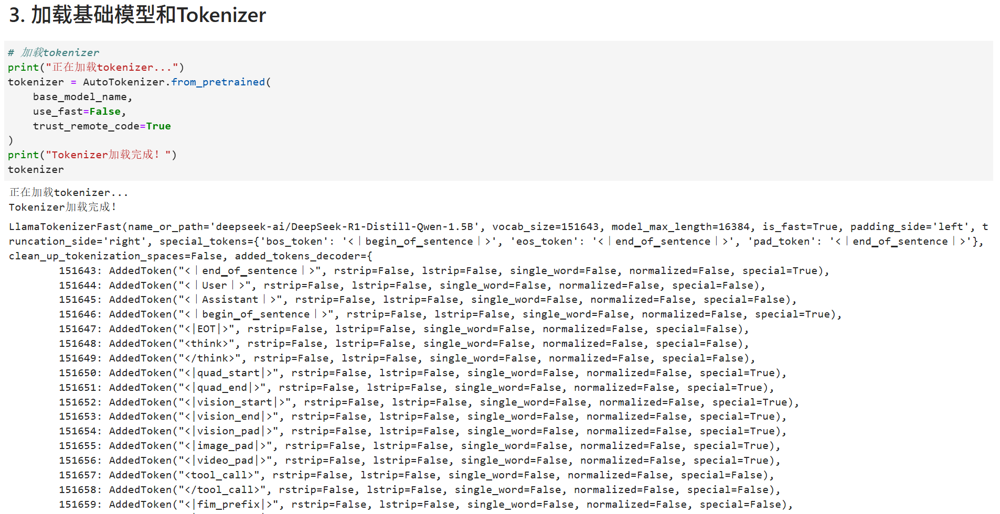 3. 加载基础模型和Tokenizer
# 加载tokenizer
print("正在加载tokenizer...")
tokenizer = AutoTokenizer.from_pretrained(
    base_model_name,
    use_fast=False,
    trust_remote_code=True
)
print("Tokenizer加载完成！")
tokenizer
正在加载tokenizer...
Tokenizer加载完成！
LlamaTokenizerFast(name_or_path='deepseek-ai/DeepSeek-R1-Distill-Qwen-1.5B', vocab_size=151643, model_max_length=16384, is_fast=True, padding_side='left', t
runcation_side='right', special_tokens={'bos_token': '<｜begin▁of▁sentence｜>', 'eos_token': '<｜end▁of▁sentence｜>', 'pad_token': '<｜end▁of▁sentence｜>'},
clean_up_tokenization_spaces=False, added_tokens_decoder={
        151643: AddedToken("<｜end▁of▁sentence｜>", rstrip=False, lstrip=False, single_word=False, normalized=False, special=True),
        151644: AddedToken("<｜User｜>", rstrip=False, lstrip=False, single_word=False, normalized=False, special=False),
        151645: AddedToken("<｜Assistant｜>", rstrip=False, lstrip=False, single_word=False, normalized=False, special=False),
        151646: AddedToken("<｜begin▁of▁sentence｜>", rstrip=False, lstrip=False, single_word=False, normalized=False, special=True),
        151647: AddedToken("<|EOT|>", rstrip=False, lstrip=False, single_word=False, normalized=False, special=False),
        151648: AddedToken("<think>", rstrip=False, lstrip=False, single_word=False, normalized=False, special=False),
        151649: AddedToken("</think>", rstrip=False, lstrip=False, single_word=False, normalized=False, special=False),
        151650: AddedToken("<|quad_start|>", rstrip=False, lstrip=False, single_word=False, normalized=False, special=True),
        151651: AddedToken("<|quad_end|>", rstrip=False, lstrip=False, single_word=False, normalized=False, special=True),
        151652: AddedToken("<|vision_start|>", rstrip=False, lstrip=False, single_word=False, normalized=False, special=True),
        151653: AddedToken("<|vision_end|>", rstrip=False, lstrip=False, single_word=False, normalized=False, special=True),
        151654: AddedToken("<|vision_pad|>", rstrip=False, lstrip=False, single_word=False, normalized=False, special=True),
        151655: AddedToken("<|image_pad|>", rstrip=False, lstrip=False, single_word=False, normalized=False, special=True),
        151656: AddedToken("<|video_pad|>", rstrip=False, lstrip=False, single_word=False, normalized=False, special=True),
        151657: AddedToken("<tool_call>", rstrip=False, lstrip=False, single_word=False, normalized=False, special=False),
        151658: AddedToken("</tool_call>", rstrip=False, lstrip=False, single_word=False, normalized=False, special=False),
        151659: AddedToken("<|fim_prefix|>", rstrip=False, lstrip=False, single_word=False, normalized=False, special=False),